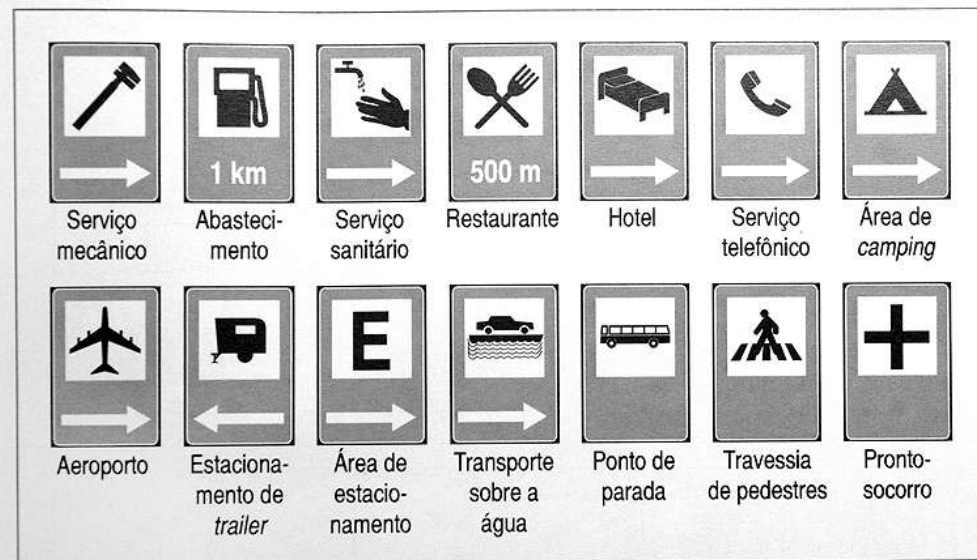 1 km
500 m
Serviço
mecânico
Abasteci-
mento
Serviço
sanitário
Restaurante
Hotel
Serviço
telefônico
Área de
camping
E
Aeroporto
Estaciona-
mento de
trailer
Área de
estacio-
namento
Transporte
sobre a
água
Ponto de
parada
Travessia
de pedestres
Pronto-
socorro